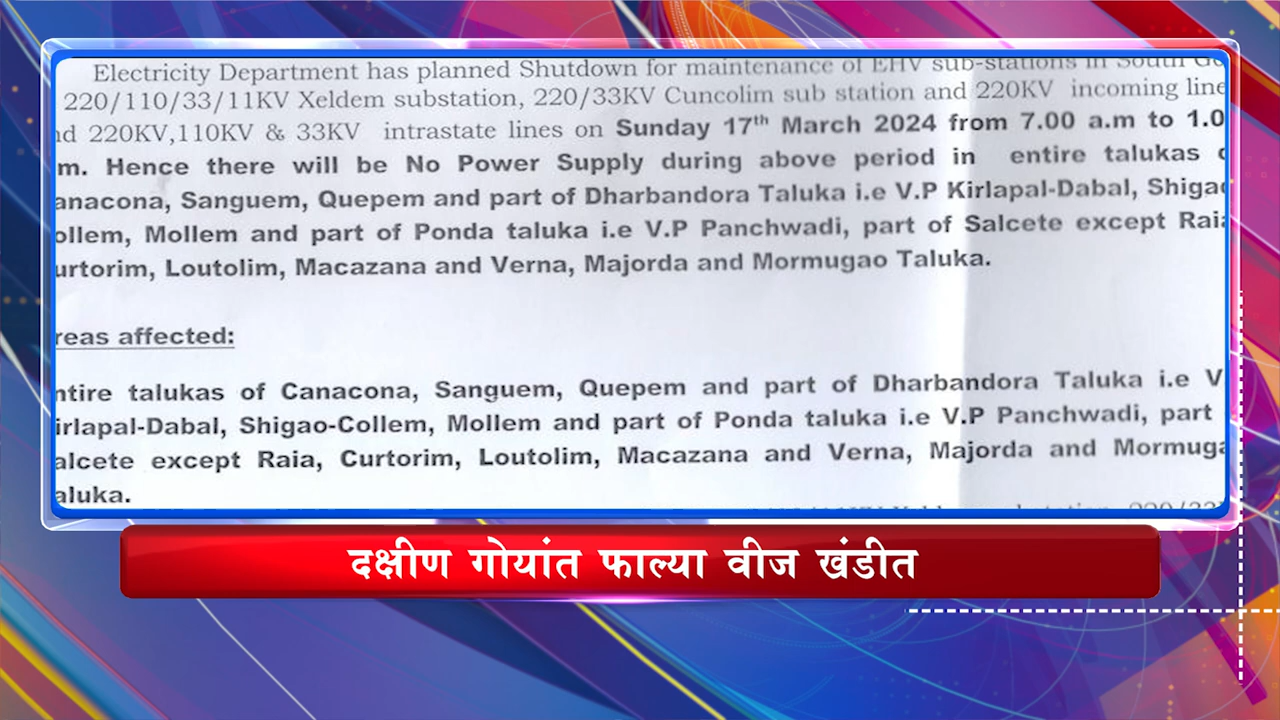 Electricity Department has planned Shutdown for maintenance of EHV sub-stations in South
220/110/33/11KV Xeldem substation, 220/33KV Cuncolim sub station and 220KV incoming line
220KV,110KV & 33KV intrastate lines on Sunday 17th March 2024 from 7.00 a.m to 1.0
m. Hence there will be No Power Supply during above period in entire talukas
anacona, Sanguem, Quepem and part of Dharbandora Taluka i.e V.P Kirlapal-Dabal, Shigao
ollem, Mollem and part of Ponda taluka i.e V.P Panchwadi, part of Salcete except Raia
urtorim, Loutolim, Macazana and Verna, Majorda and Mormugao Taluka.
reas affected:
ntire talukas of Canacona, Sanguem, Quepem and part of Dharbandora Taluka i.e V
irlapal-Dabal, Shigao-Collem, Mollem and part of Ponda taluka i.e V.P Panchwadi, part
alcete except Raia, Curtorim, Loutolim, Macazana and Verna, Majorda and Mormuga
aluka.
दक्षीण गोयांत फाल्या वीज खंडीत